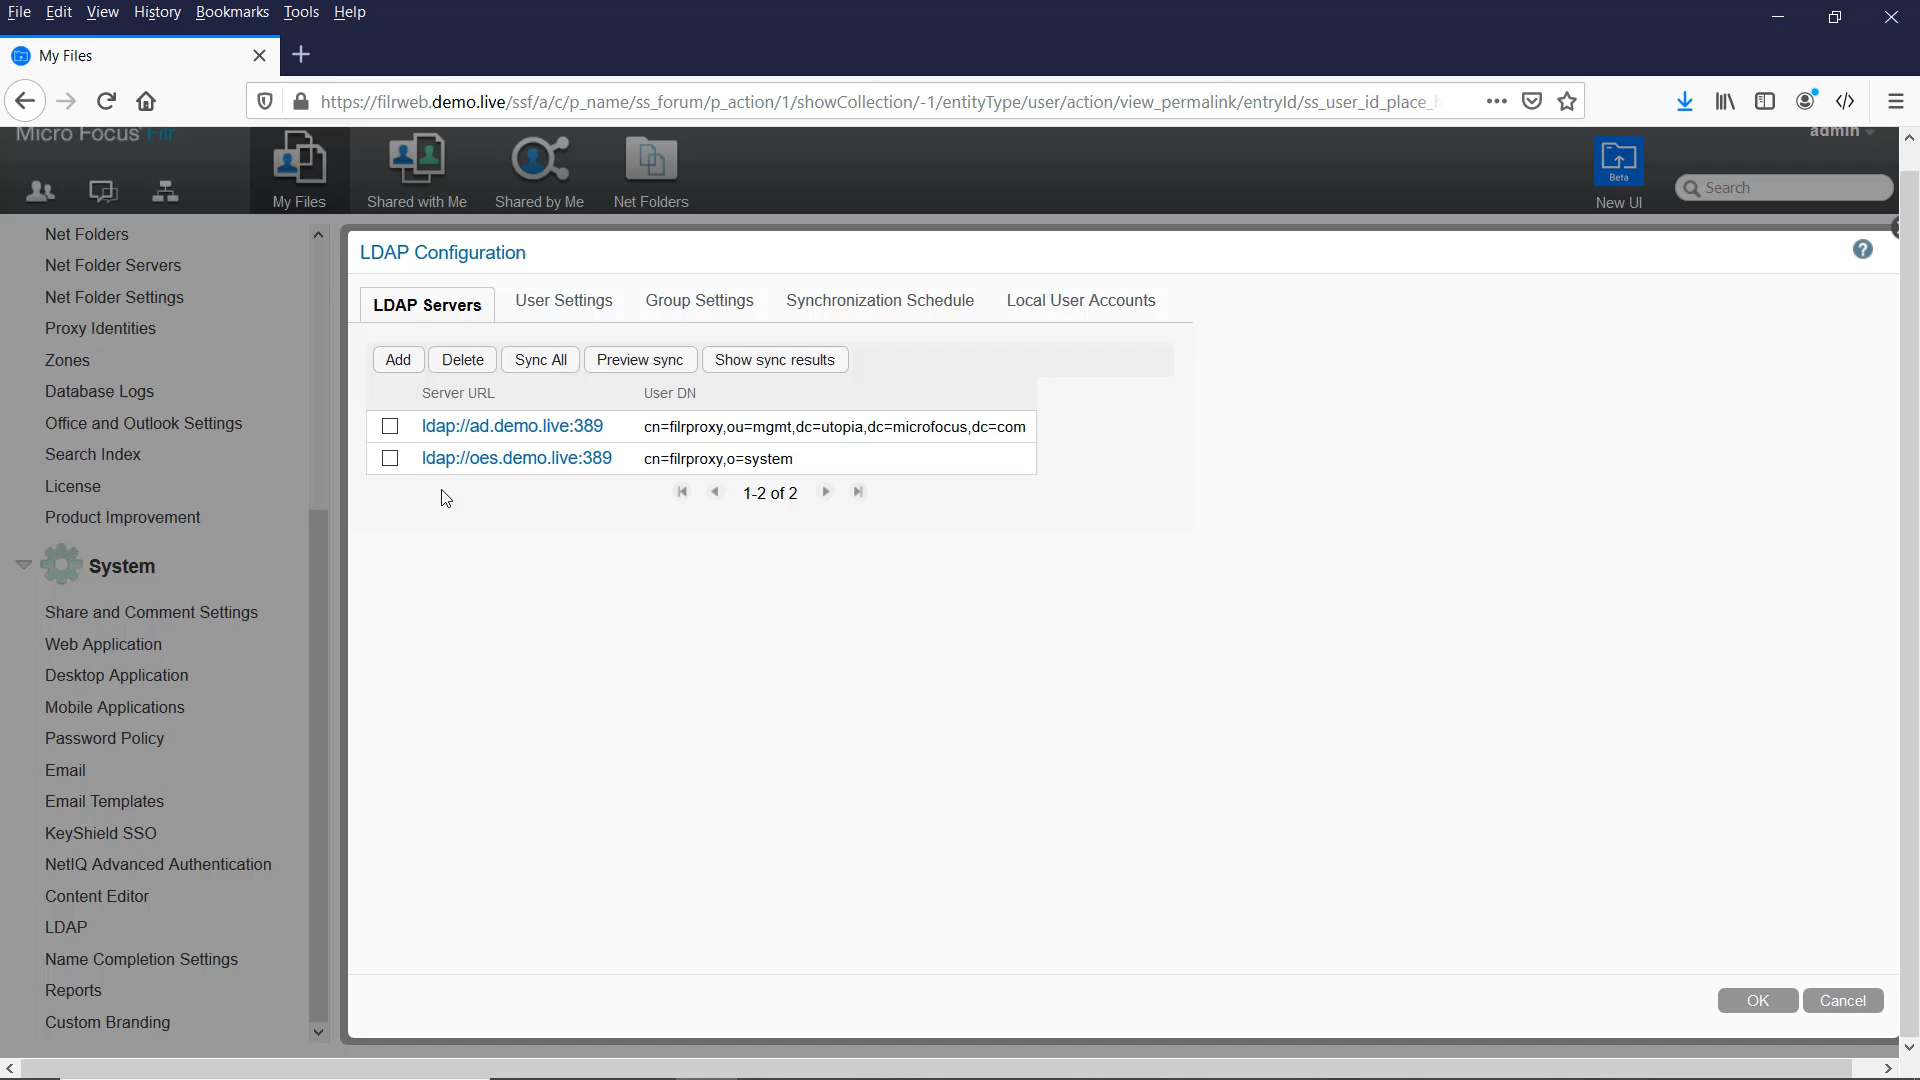 File Edit View History Bookmarks Tools Help
My Files
https://filrweb.demo.live/ssf/a/c/p_name/ss_forum/p_action/1/showCollection/-1/entityType/user/action/view_permalink/entryId/ss_user_id_place_
Micro Focus Filr
admin
My Files Shared with Me Shared by Me Net Folders
Beta
New UI
Search
Net Folders
Net Folder Servers
Net Folder Settings
Proxy Identities
Zones
Database Logs
Office and Outlook Settings
Search Index
License
Product Improvement
System
Share and Comment Settings
Web Application
Desktop Application
Mobile Applications
Password Policy
Email
Email Templates
KeyShield SSO
NetIQ Advanced Authentication
Content Editor
LDAP
Name Completion Settings
Reports
Custom Branding
LDAP Configuration
?
LDAP Servers User Settings Group Settings Synchronization Schedule Local User Accounts
Add Delete Sync All Preview sync Show sync results
Server URL User DN
ldap://ad.demo.live:389 cn=filrproxy,ou=mgmt,dc=utopia,dc=microfocus,dc=com
ldap://oes.demo.live:389 cn=filrproxy,o=system
1-2 of 2
OK Cancel